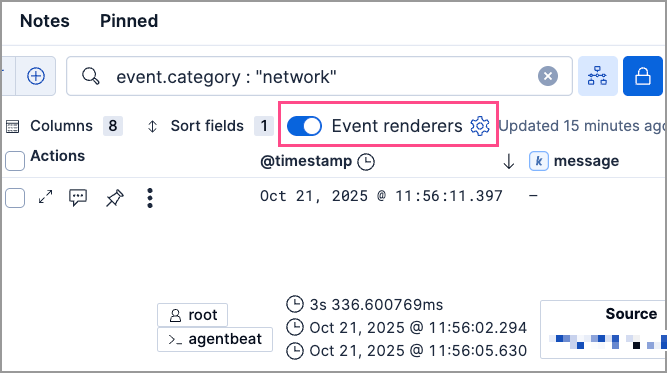 Notes Pinned
event.category : "network"
Columns 8 Sort fields 1 Event renderers Updated 15 minutes ago
Actions @timestamp k message
Oct 21, 2025 @ 11:56:11.397 –
root
agentbeat
3s 336.600769ms
Oct 21, 2025 @ 11:56:02.294
Oct 21, 2025 @ 11:56:05.630
Source